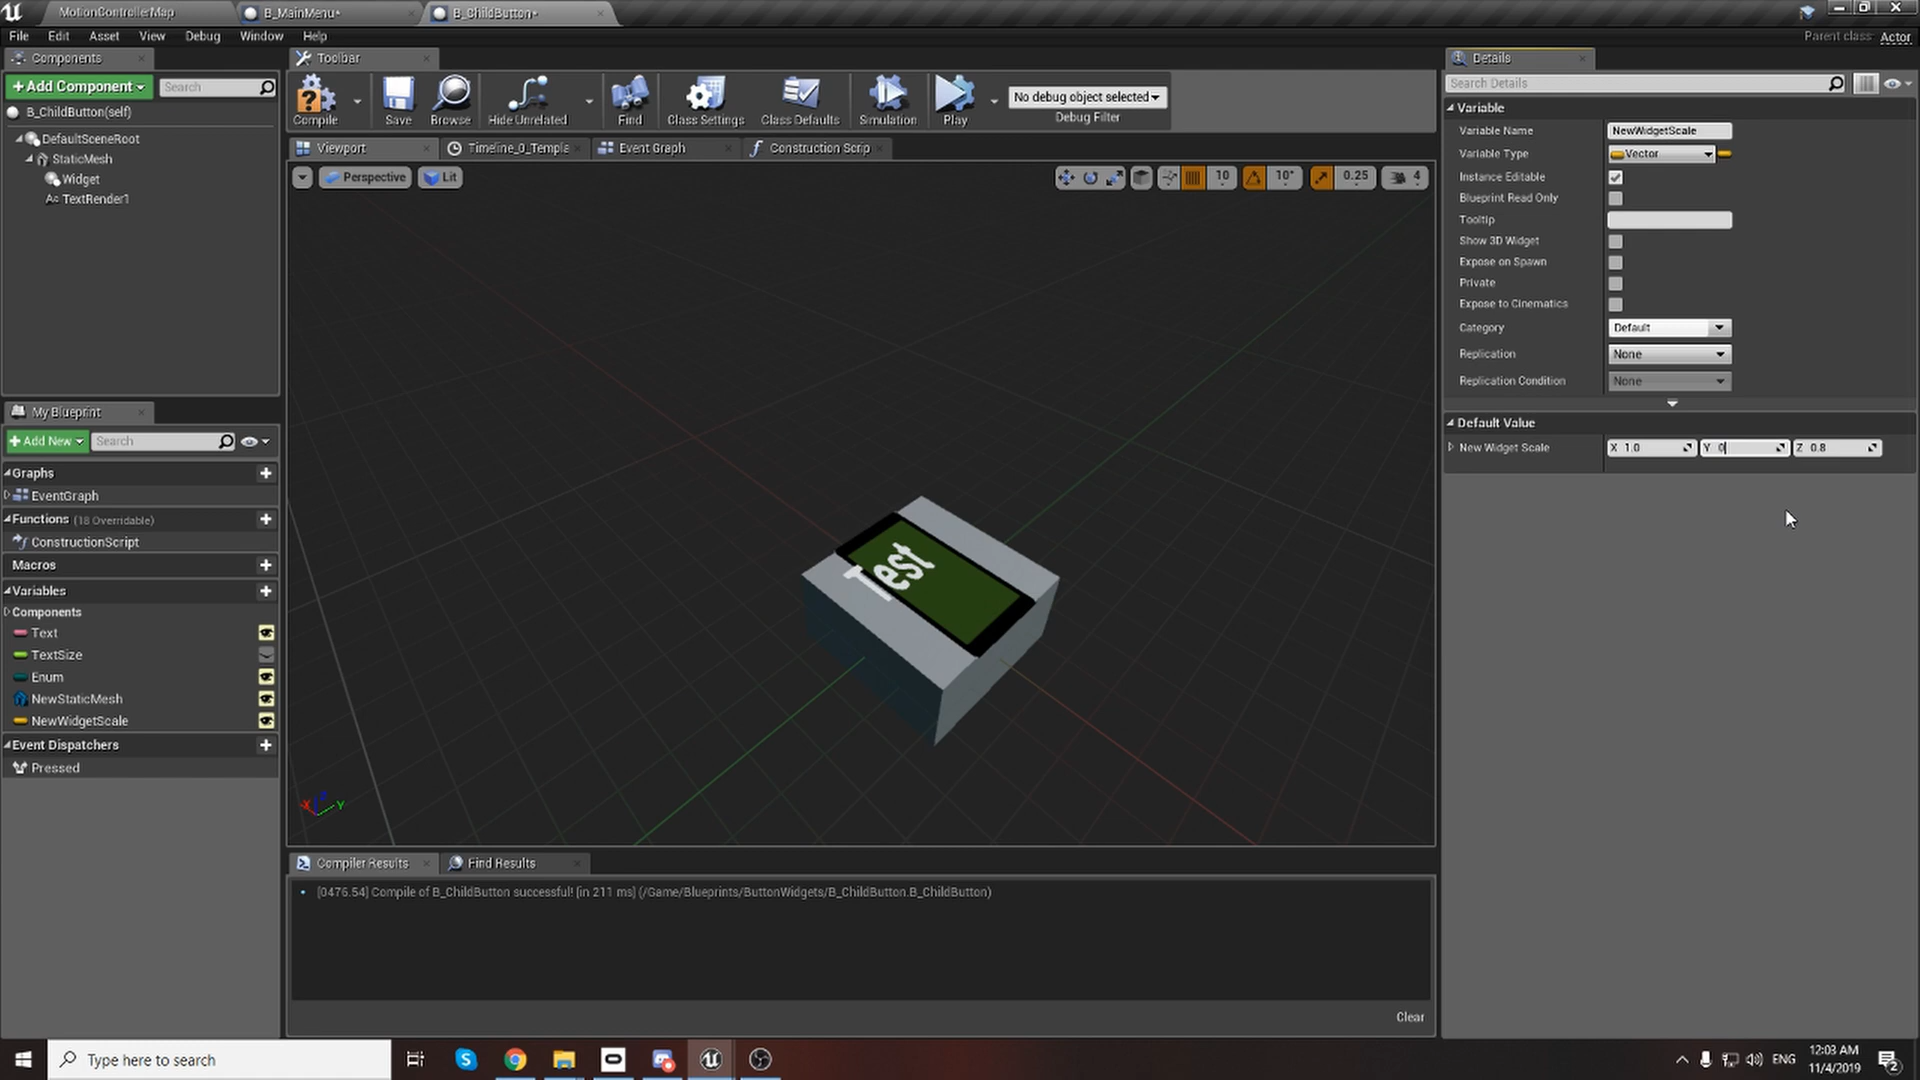 MotionControllerMap
B_MainMenu*
B_ChildButton*
File Edit Asset View Debug Window Help
Parent class: Actor
Components
Toolbar
Details
+Add Component
Search
Search Details
B_ChildButton(self)
DefaultSceneRoot
StaticMesh
Widget
TextRender1
Compile
Save
Browse
Hide Unrelated
Find
Class Settings
Class Defaults
Simulation
Play
No debug object selected
Debug Filter
Viewport
Timeline_0_Templa
Event Graph
Construction Scrip
Perspective
Lit
10
10°
0.25
4
Variable
Variable Name NewWidgetScale
Variable Type Vector
Instance Editable
Blueprint Read Only
Tooltip
Show 3D Widget
Expose on Spawn
Private
Expose to Cinematics
Category Default
Replication None
Replication Condition None
Default Value
New Widget Scale X 1.0 Y 0 Z 0.8
My Blueprint
+Add New
Search
Graphs
EventGraph
Functions (18 Overridable)
ConstructionScript
Macros
Variables
Components
Text
TextSize
Enum
NewStaticMesh
NewWidgetScale
Event Dispatchers
Pressed
Test
X
Y
Compiler Results
Find Results
[0476.54] Compile of B_ChildButton successful! [in 211 ms] (/Game/Blueprints/ButtonWidgets/B_ChildButton.B_ChildButton)
Clear
Type here to search
ENG
12:03 AM
11/4/2019
2